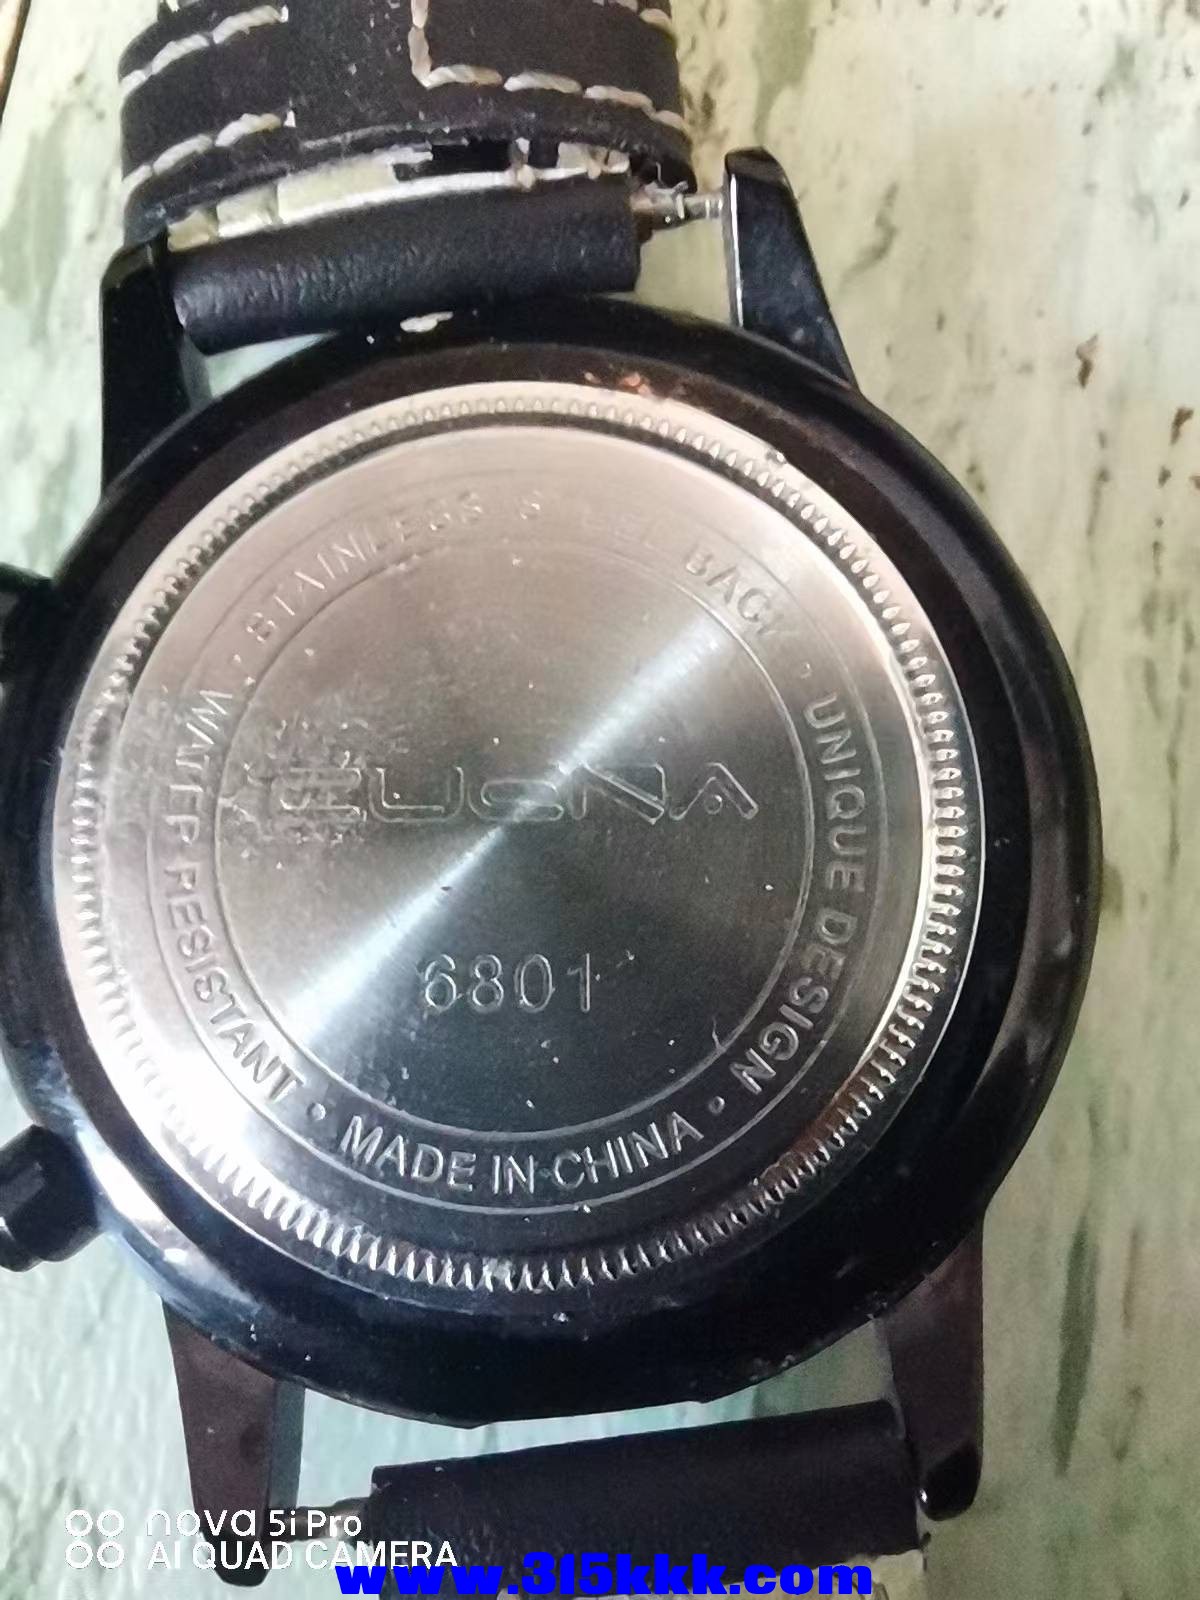 STAINLESS STEEL BACK • UNIQUE DESIGN • MADE IN CHINA • WATER RESISTANT
6801
nova 5i Pro
AI QUAD CAMERA
www.315kkk.com